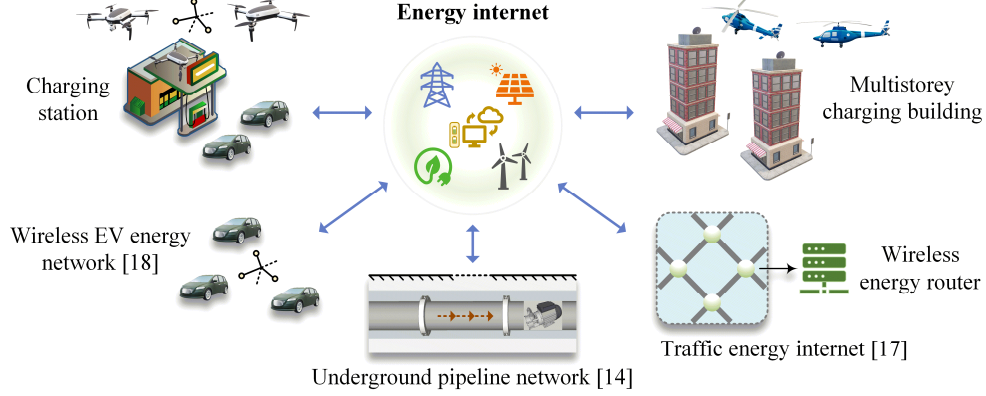 Energy internet
Charging
station
Multistorey
charging building
Wireless EV energy
network [18]
Wireless
energy router
Traffic energy internet [17]
Underground pipeline network [14]